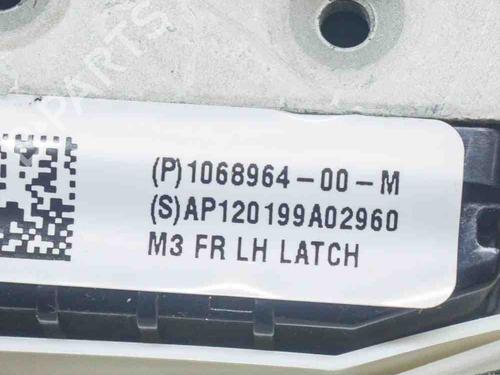 (P)1068964-00-M
(S)AP120199A02960
M3 FR LH LATCH